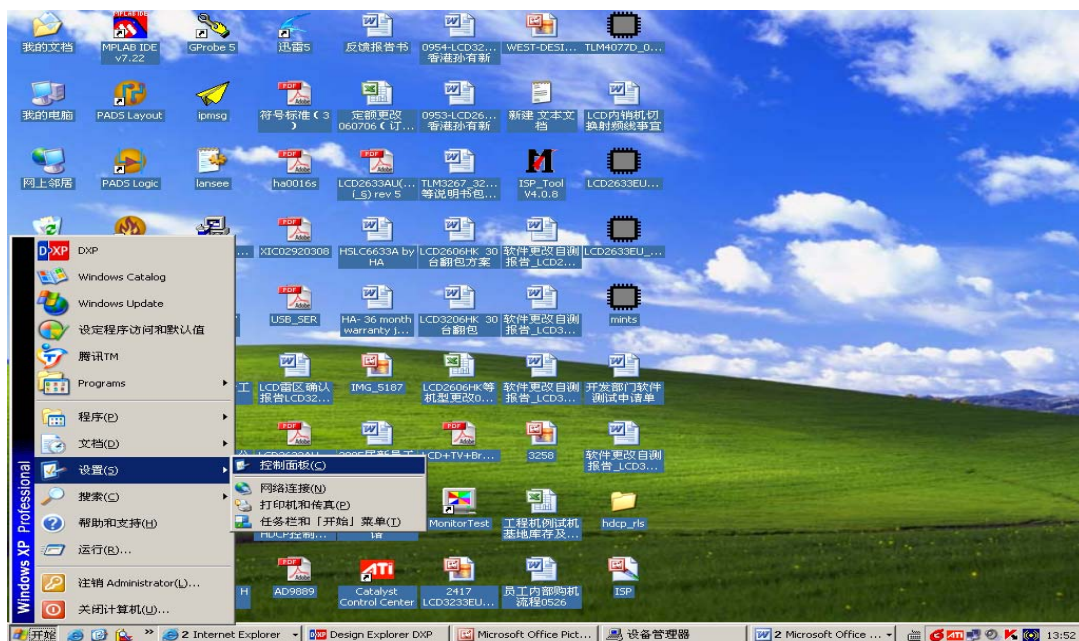 我的文档
MPLAB IDE
v7.22
GProbe 5
迅雷5
反馈报告书
0954-LCD32...
香港孙有新
WEST-DESI...
TLM4077D_0...
我的电脑
PADS Layout
ipmsg
符号标准(3
)
定额更改
060706(订...
0953-LCD26...
香港孙有新
新建 文本文
档
LCD内销机切
换射频线事宜
网上邻居
PADS Logic
lansee
ha0016s
LCD2633AU(...
i_S) rev 5
TLM3267_32...
等说明书包...
ISP_Tool
V4.0.8
LCD2633EU...
XIC02920308
HSLC6633A by
HA
LCD2606HK 30
台翻包方案
软件更改自测
报告_LCD2...
LCD2633EU_...
USB_SER
HA- 36 month
warranty j...
LCD3206HK 30
台翻包
软件更改自测
报告_LCD3...
mints
工
LCD雷区确认
报告LCD32...
IMG_5187
LCD2606HK等
机型更改0...
软件更改自测
报告_LCD3...
开发部门软件
测试申请单
CD+TV+Br...
3258
软件更改自测
报告_LCD3...
MonitorTest
工程机例试机
基地库存及...
hdcp_rls
H
AD9889
Catalyst
Control Center
2417
LCD3233EU...
员工内部购机
流程0526
ISP
DXP
DXP
Windows Catalog
Windows Update
设定程序访问和默认值
腾讯TM
Programs
程序(P)
文档(D)
设置(S)
搜索(C)
帮助和支持(H)
运行(R)...
注销 Administrator(L)...
关闭计算机(U)...
Windows XP Professional
控制面板(C)
网络连接(N)
打印机和传真(P)
任务栏和「开始」菜单(T)
开始
2 Internet Explorer
Design Explorer DXP
Microsoft Office Pict...
设备管理器
2 Microsoft Office ...
13:52